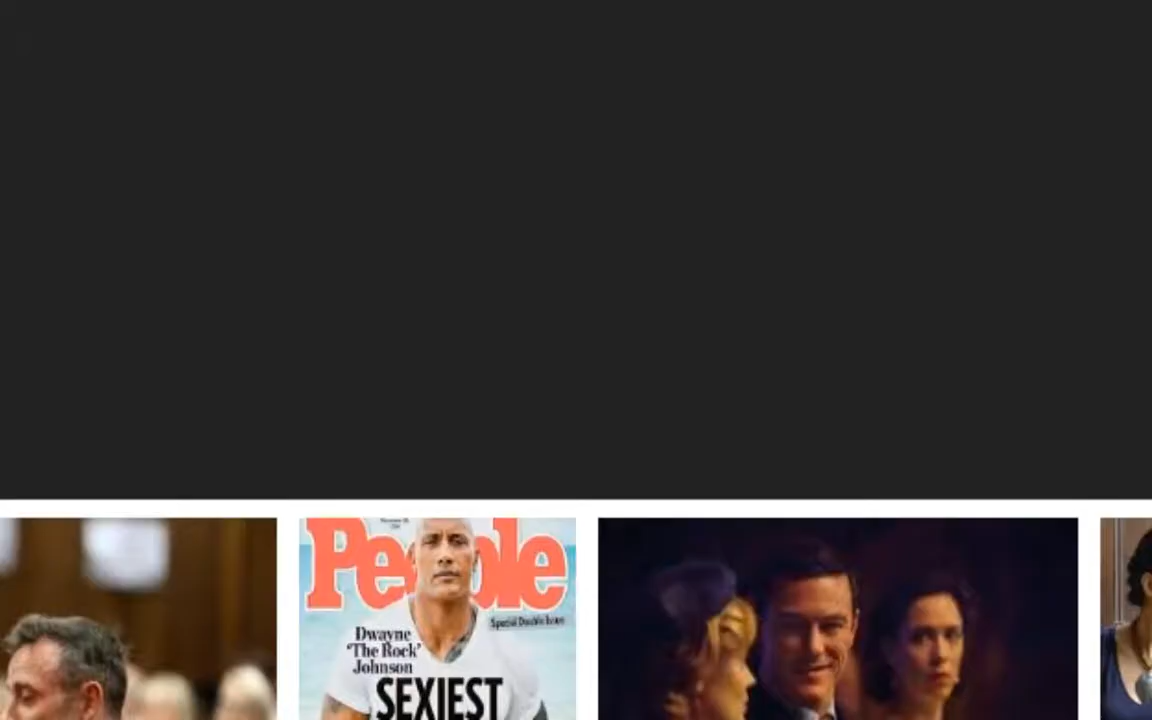 People
Special Double Issue
Dwayne
'The Rock'
Johnson
SEXIEST